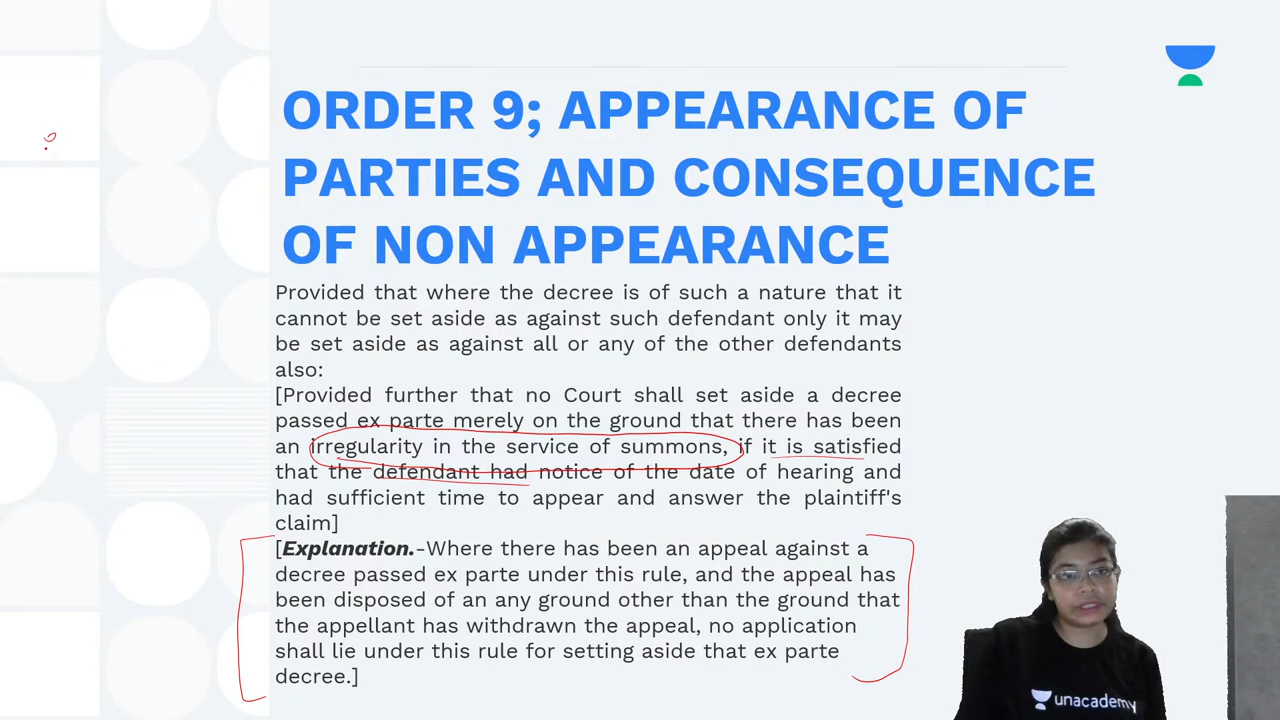 ORDER 9; APPEARANCE OF
PARTIES AND CONSEQUENCE
OF NON APPEARANCE
Provided that where the decree is of such a nature that it
cannot be set aside as against such defendant only it may
be set aside as against all or any of the other defendants
also:
[Provided further that no Court shall set aside a decree
passed ex parte merely on the ground that there has been
an irregularity in the service of summons, if it is satisfied
that the defendant had notice of the date of hearing and
had sufficient time to appear and answer the plaintiff's
claim]
[Explanation.-Where there has been an appeal against a
decree passed ex parte under this rule, and the appeal has
been disposed of an any ground other than the ground that
the appellant has withdrawn the appeal, no application
shall lie under this rule for setting aside that ex parte
decree.]
unacademy